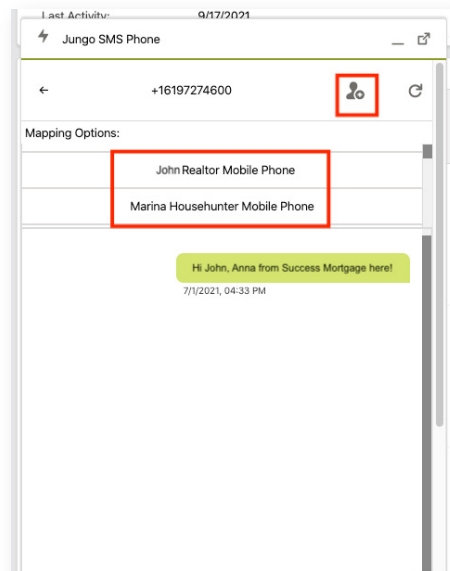 Last Activity: 9/17/2021
Jungo SMS Phone
+16197274600
Mapping Options:
John Realtor Mobile Phone
Marina Househunter Mobile Phone
Hi John, Anna from Success Mortgage here!
7/1/2021, 04:33 PM